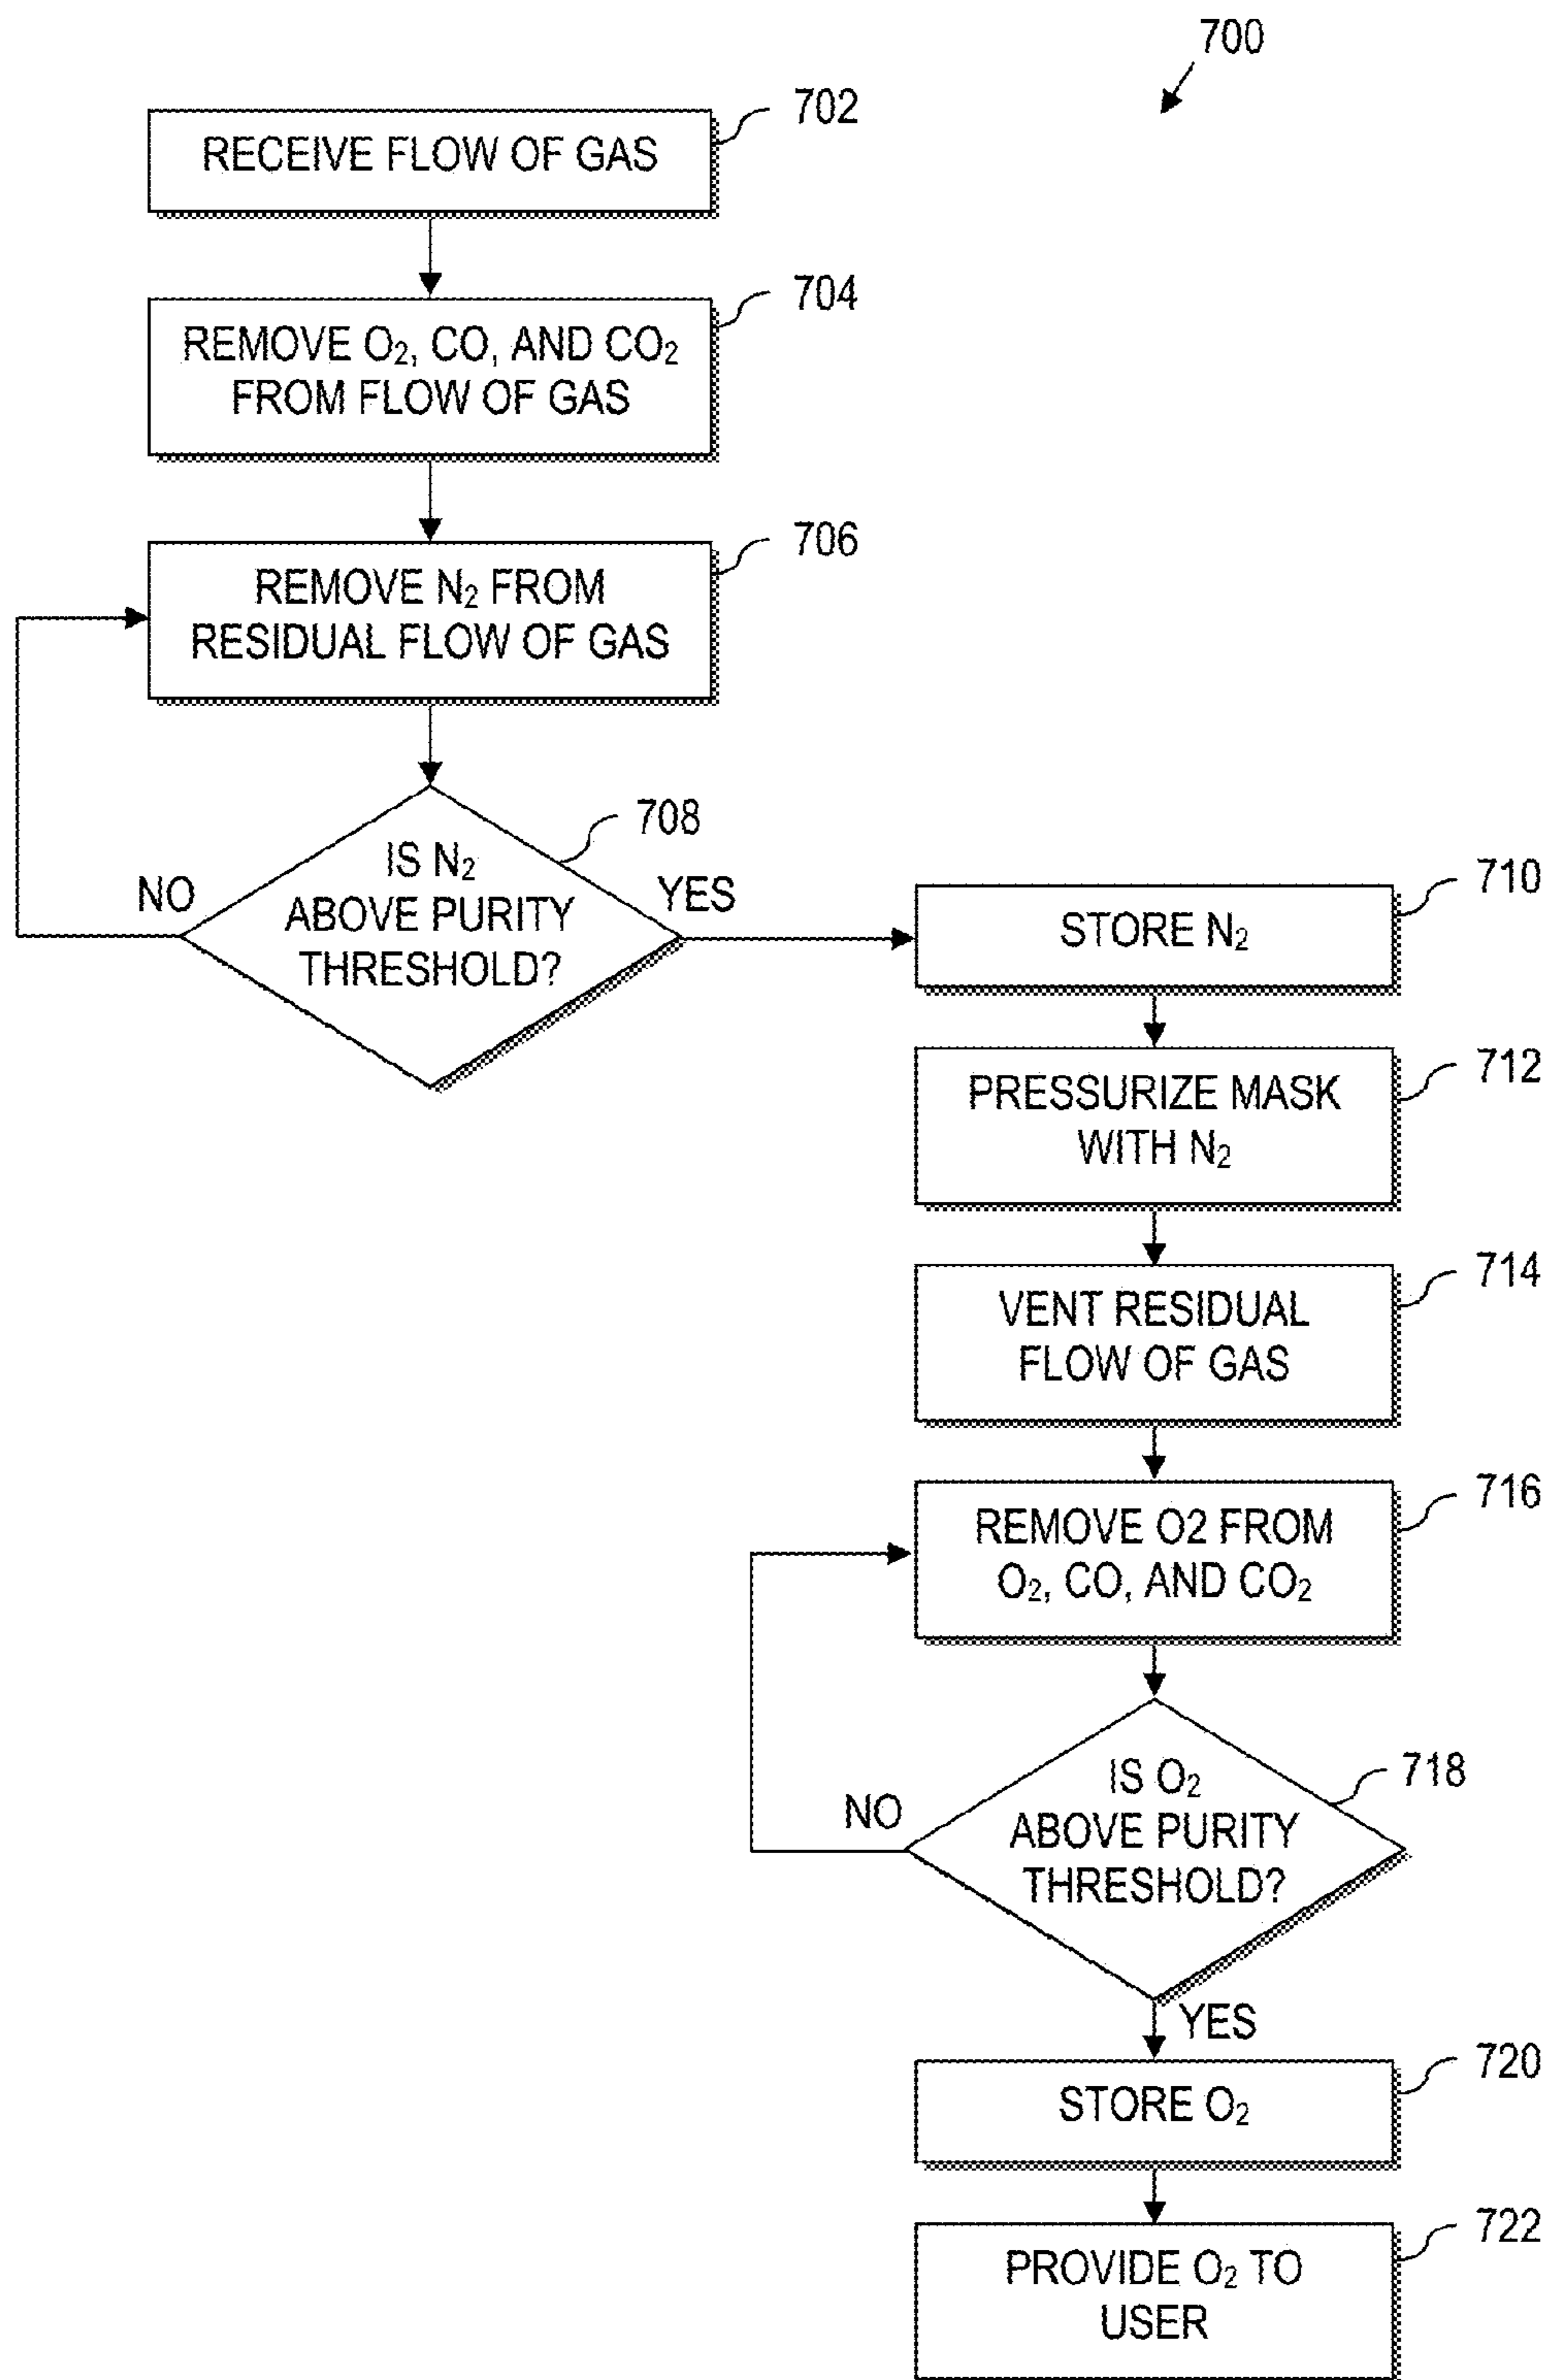 700
702
RECEIVE FLOW OF GAS
704
REMOVE O₂, CO, AND CO₂
FROM FLOW OF GAS
706
REMOVE N₂ FROM
RESIDUAL FLOW OF GAS
708
IS N₂
ABOVE PURITY
THRESHOLD?
NO
YES
710
STORE N₂
712
PRESSURIZE MASK
WITH N₂
714
VENT RESIDUAL
FLOW OF GAS
716
REMOVE O2 FROM
O₂, CO, AND CO₂
718
IS O₂
ABOVE PURITY
THRESHOLD?
NO
YES
720
STORE O₂
722
PROVIDE O₂ TO
USER